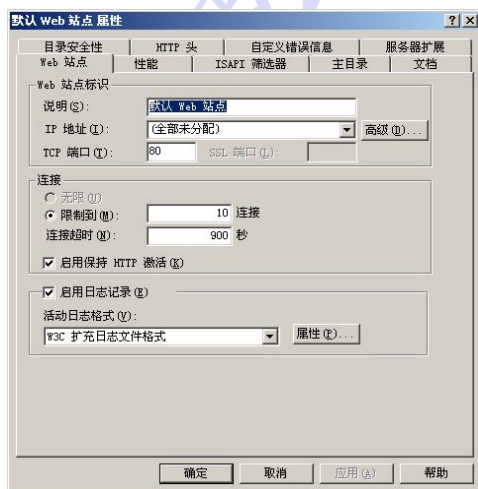 默认 Web 站点 属性
目录安全性 HTTP 头 自定义错误信息 服务器扩展
Web 站点 性能 ISAPI 筛选器 主目录 文档
Web 站点标识
说明(S): 默认 Web 站点
IP 地址(I): (全部未分配) 高级(D)...
TCP 端口(T): 80 SSL 端口(L):
连接
无限(U)
限制到(M): 10 连接
连接超时(N): 900 秒
启用保持 HTTP 激活(K)
启用日志记录(E)
活动日志格式(V):
W3C 扩充日志文件格式 属性(P)...
确定 取消 应用(A) 帮助